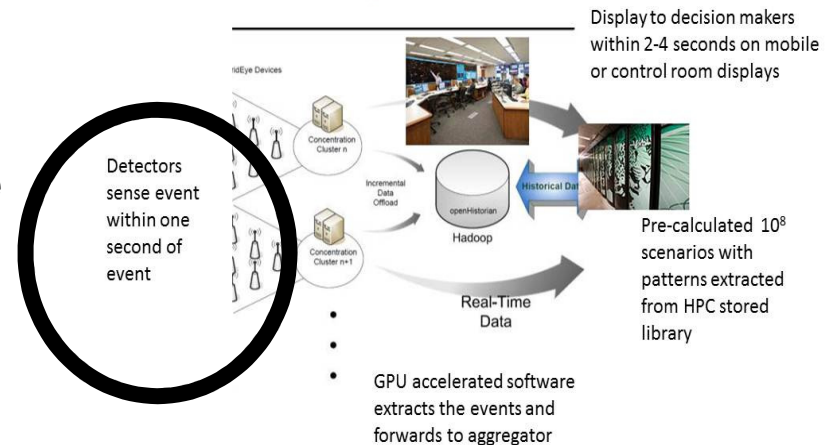 Display to decision makers
within 2-4 seconds on mobile
or control room displays
Devices
Concentration
Cluster n
Detectors
sense event
within one
second of
event
Incremental
Data
Offload
openHistorian
Hadoop
Historical
Concentration
Cluster n+1
Pre-calculated 10⁸
scenarios with
patterns extracted
from HPC stored
library
Real-Time
Data
GPU accelerated software
extracts the events and
forwards to aggregator